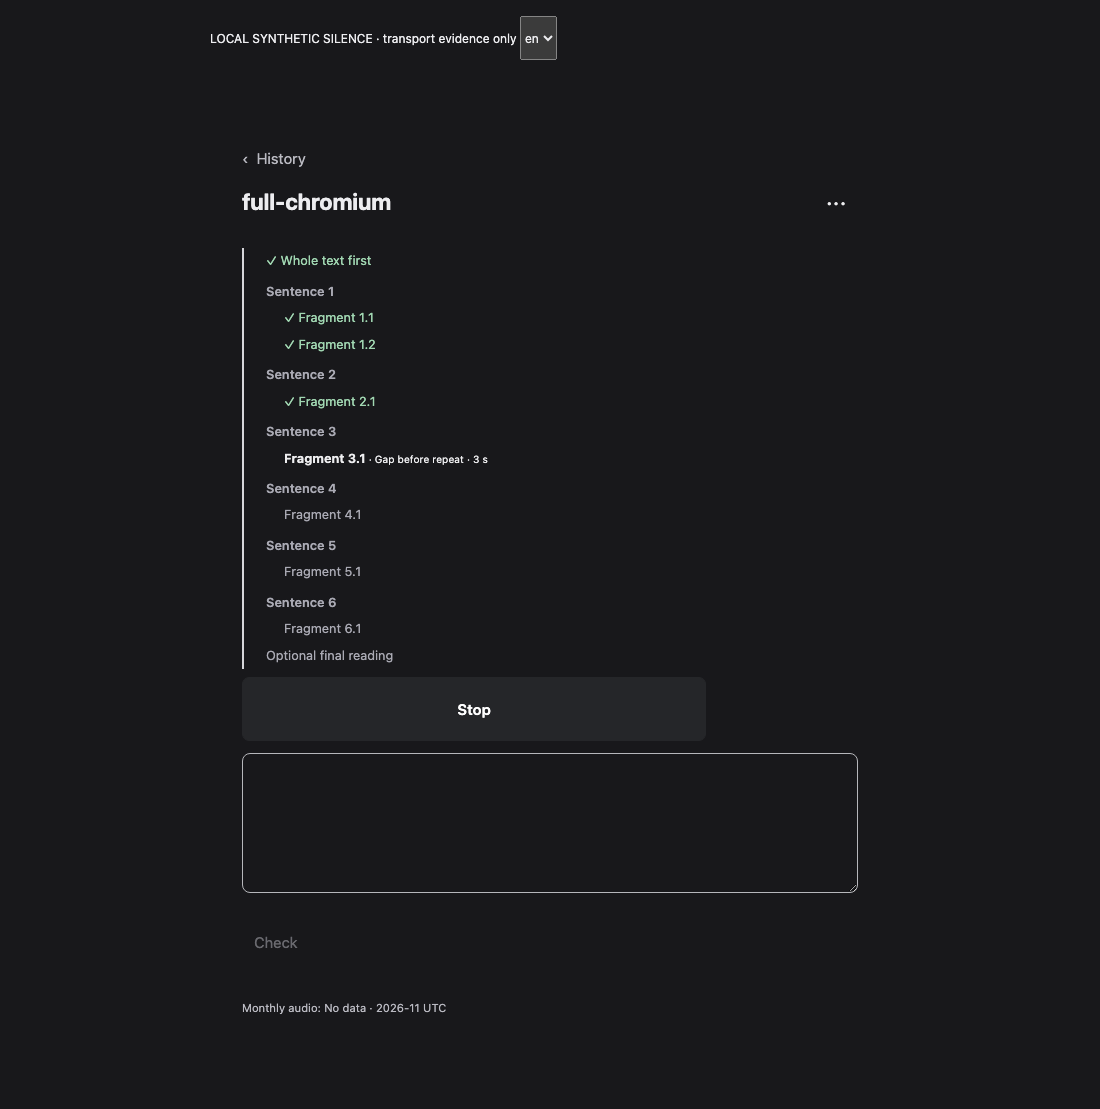 LOCAL SYNTHETIC SILENCE · transport evidence only en
‹ History
full-chromium
✓ Whole text first
Sentence 1
✓ Fragment 1.1
✓ Fragment 1.2
Sentence 2
✓ Fragment 2.1
Sentence 3
Fragment 3.1 · Gap before repeat · 3 s
Sentence 4
Fragment 4.1
Sentence 5
Fragment 5.1
Sentence 6
Fragment 6.1
Optional final reading
Stop
Check
Monthly audio: No data · 2026-11 UTC